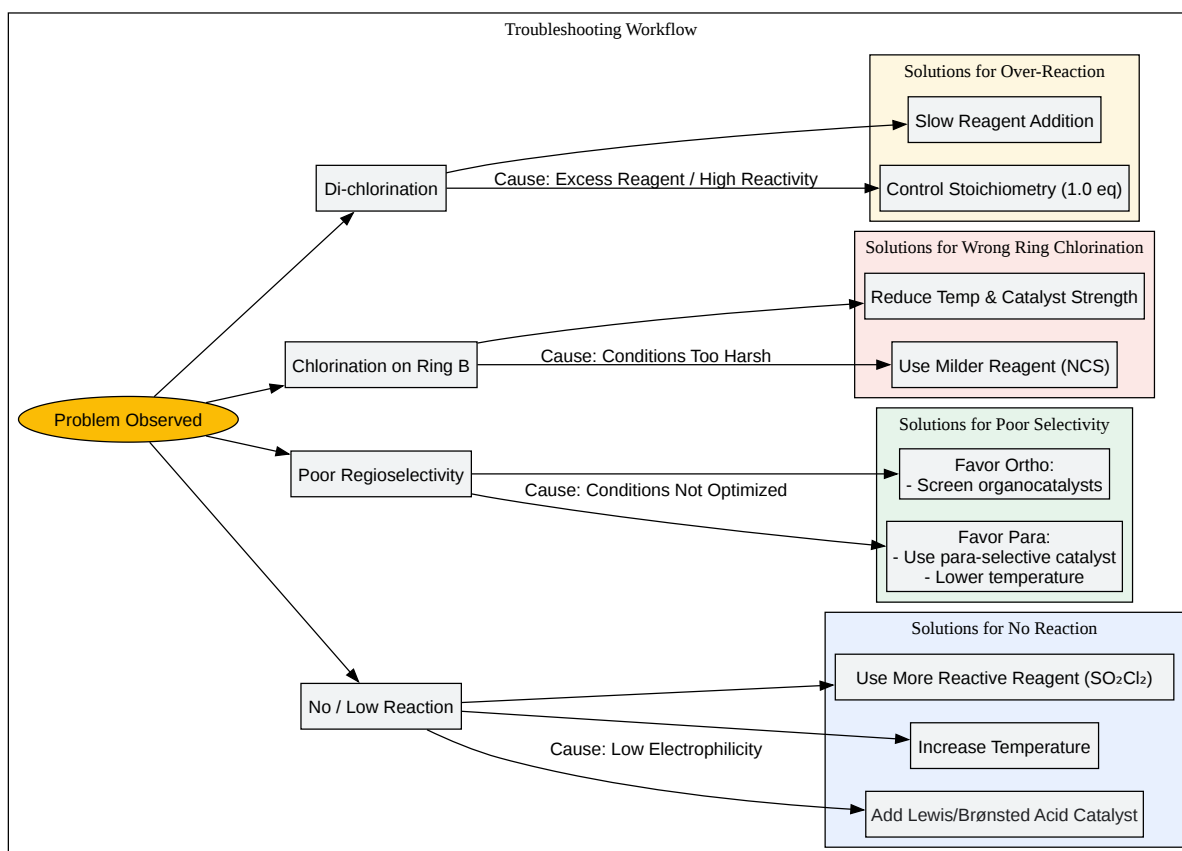 Troubleshooting Workflow
Solutions for Over-Reaction
Slow Reagent Addition
Di-chlorination
Cause: Excess Reagent / High Reactivity
Control Stoichiometry (1.0 eq)
Solutions for Wrong Ring Chlorination
Reduce Temp & Catalyst Strength
Chlorination on Ring B
Cause: Conditions Too Harsh
Use Milder Reagent (NCS)
Problem Observed
Solutions for Poor Selectivity
Poor Regioselectivity
Cause: Conditions Not Optimized
Favor Ortho:
- Screen organocatalysts
Favor Para:
- Use para-selective catalyst
- Lower temperature
Solutions for No Reaction
Use More Reactive Reagent (SO₂Cl₂)
No / Low Reaction
Cause: Low Electrophilicity
Increase Temperature
Add Lewis/Brønsted Acid Catalyst